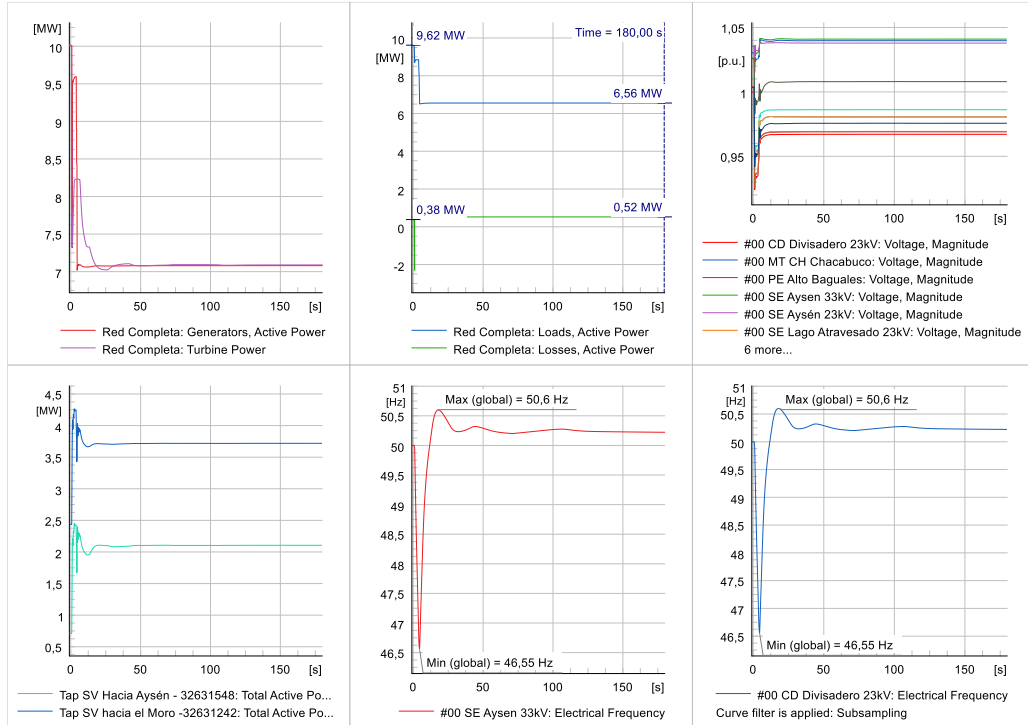 [MW]
10
9,5
9
8,5
8
7,5
7
0 50 100 150 [s]
Red Completa: Generators, Active Power
Red Completa: Turbine Power
9,62 MW
Time = 180,00 s
10
[MW]
8
6,56 MW
6
4
2
0,38 MW
0,52 MW
0
-2
0 50 100 150 [s]
Red Completa: Loads, Active Power
Red Completa: Losses, Active Power
1,05
[p.u.]
1
0,95
0 50 100 150 [s]
#00 CD Divisadero 23kV: Voltage, Magnitude
#00 MT CH Chacabuco: Voltage, Magnitude
#00 PE Alto Baguales: Voltage, Magnitude
#00 SE Aysen 33kV: Voltage, Magnitude
#00 SE Aysén 23kV: Voltage, Magnitude
#00 SE Lago Atravesado 23kV: Voltage, Magnitude
6 more...
4,5
[MW]
4
3,5
3
2,5
2
1,5
1
0,5
0 50 100 150 [s]
Tap SV Hacia Aysén - 32631548: Total Active Po...
Tap SV hacia el Moro -32631242: Total Active Po...
51
[Hz]
Max (global) = 50,6 Hz
50,5
50
49,5
49
48,5
48
47,5
47
46,5
Min (global) = 46,55 Hz
0 50 100 150 [s]
#00 SE Aysen 33kV: Electrical Frequency
51
[Hz]
Max (global) = 50,6 Hz
50,5
50
49,5
49
48,5
48
47,5
47
46,5
Min (global) = 46,55 Hz
0 50 100 150 [s]
#00 CD Divisadero 23kV: Electrical Frequency
Curve filter is applied: Subsampling